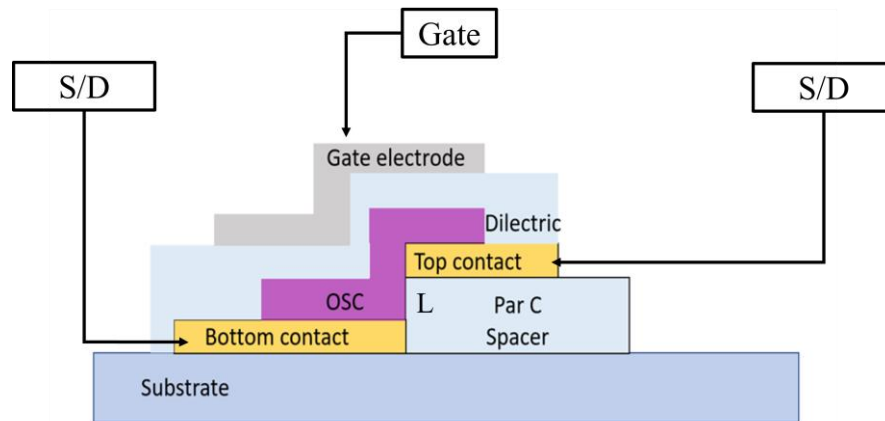 Gate
S/D
S/D
Gate electrode
Dilectric
Top contact
OSC
L
Par C
Spacer
Bottom contact
Substrate